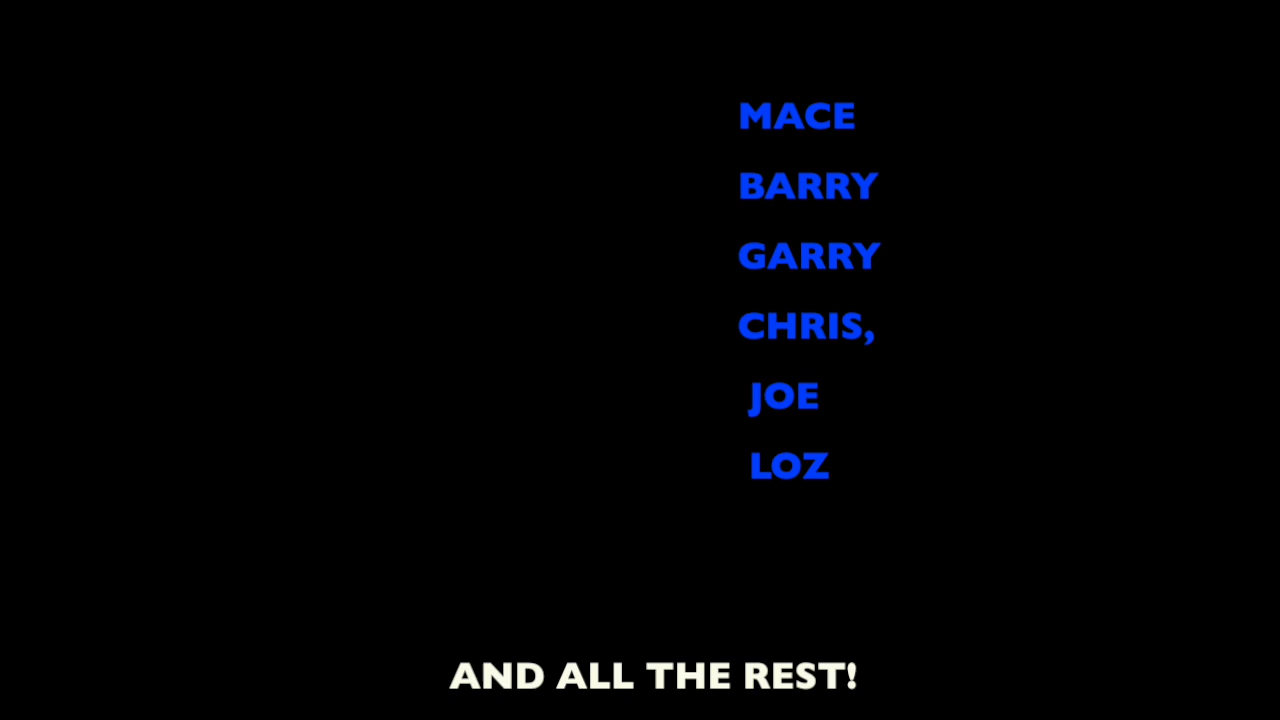 MACE
BARRY
GARRY
CHRIS,
JOE
LOZ
AND ALL THE REST!